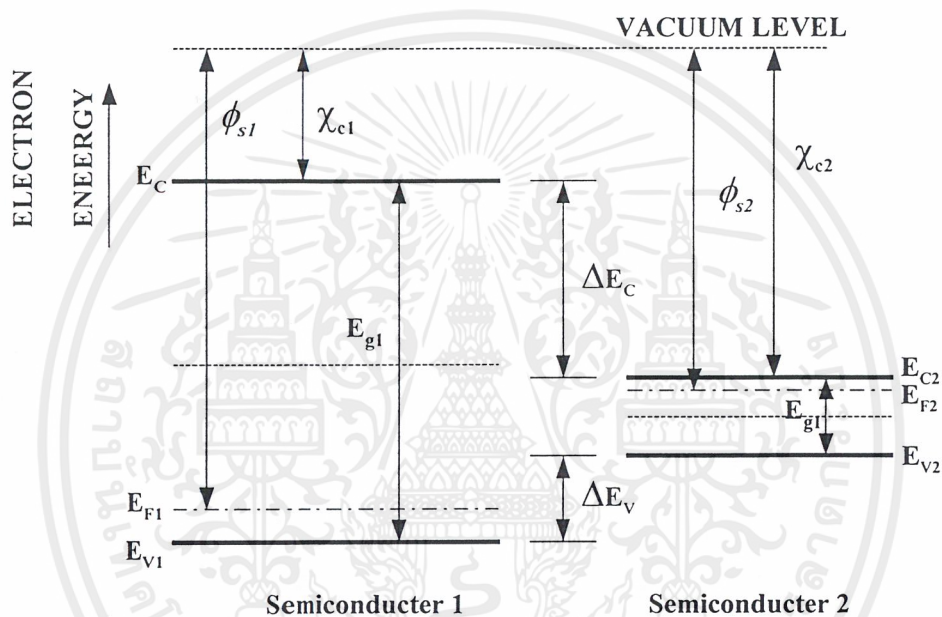 VACUUM LEVEL
ELECTRON
ENEERGY
ϕs1
χc1
ϕs2
χc2
EC
ΔEC
Eg1
EC2
EF2
Eg1
EV2
EF1
ΔEV
EV1
Semiconducter 1
Semiconducter 2